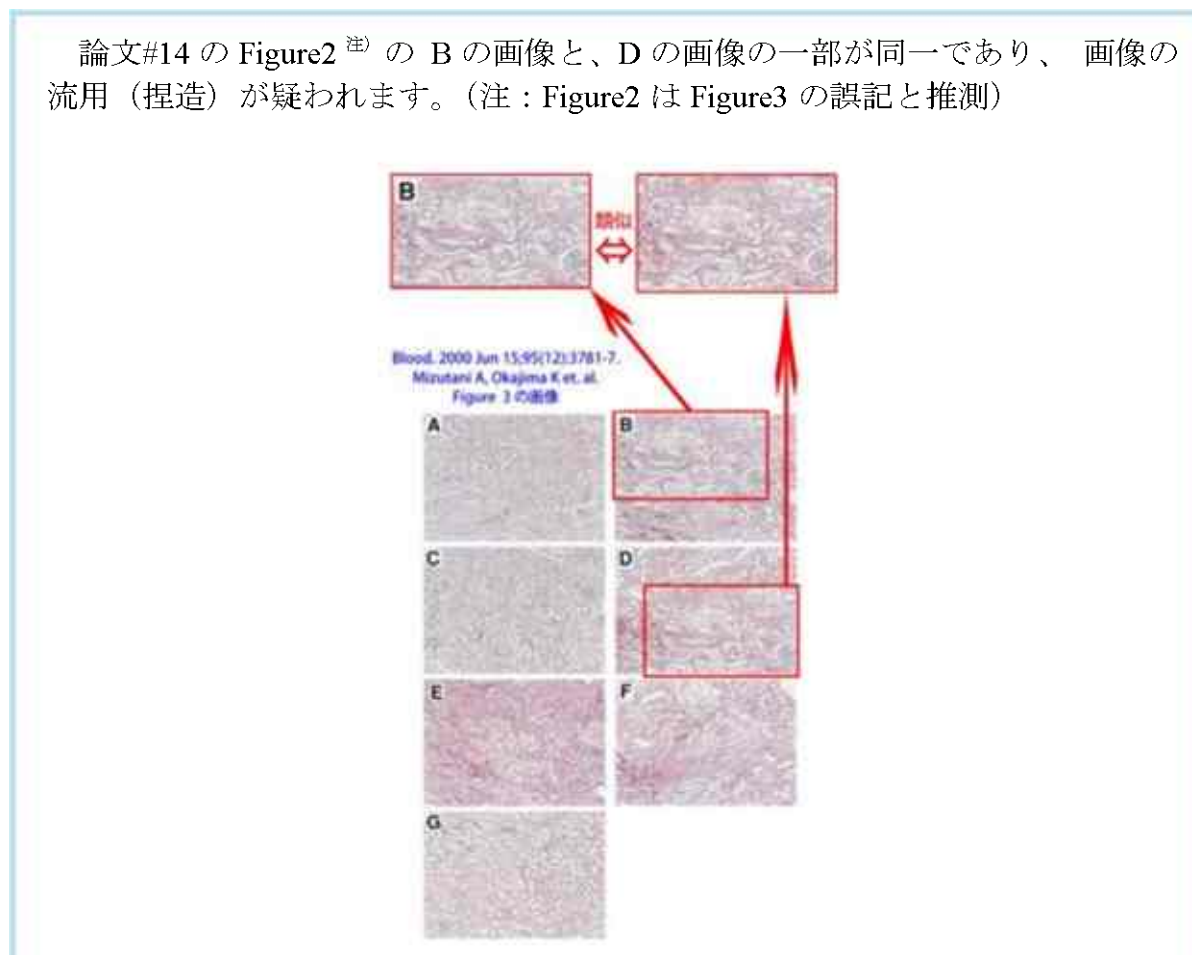 論文#14 の Figure2 注) の B の画像と、D の画像の一部が同一であり、 画像の
流用（捏造）が疑われます。（注：Figure2 は Figure3 の誤記と推測）
B
類似
Blood. 2000 Jun 15;95(12):3781-7.
Mizutani A, Okajima K et. al.
Figure 3 の画像
A
B
C
D
E
F
G